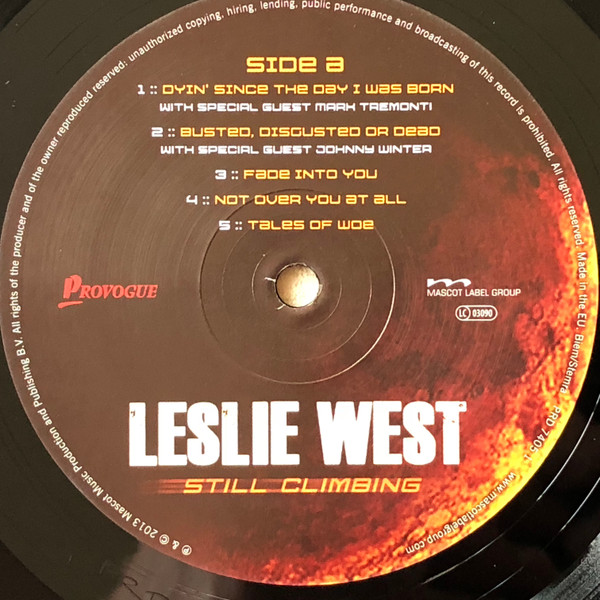 SIDE A
1 :: DYIN' SINCE THE DAY I WAS BORN
WITH SPECIAL GUEST MARK TREMONTI
2 :: BUSTED, DISGUSTED OR DEAD
WITH SPECIAL GUEST JOHNNY WINTER
3 :: FADE INTO YOU
4 :: NOT OVER YOU AT ALL
5 :: TALES OF WOE
PROVOGUE
MASCOT LABEL GROUP
LC 03090
LESLIE WEST
STILL CLIMBING
℗ & © 2013 Mascot Music Production and Publishing B.V. All rights of the producer and of the owner reproduced reserved: unauthorized copying, hiring, lending, public performance and broadcasting of this record is prohibited. All rights reserved. Made in the EU. Biem/Stemra
PRD 7405
www.mascotlabelgroup.com